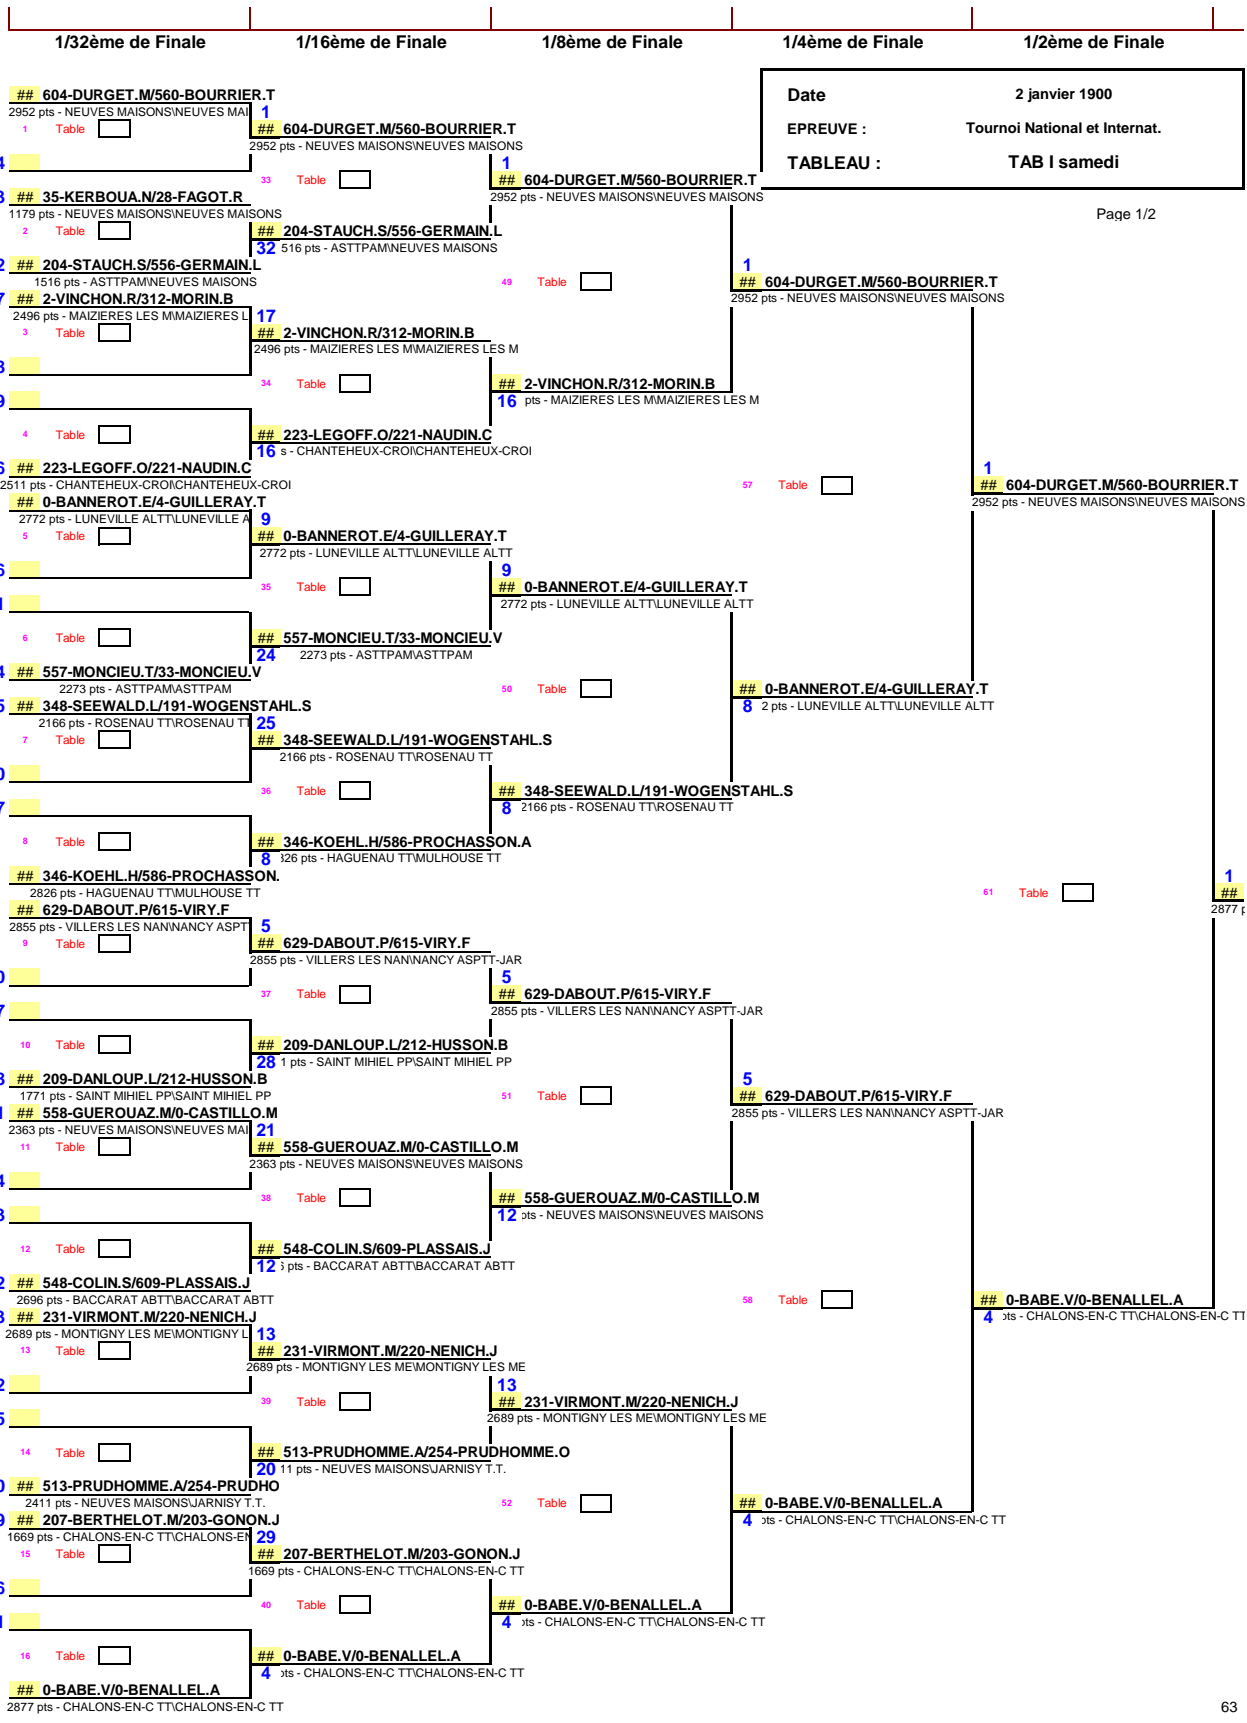 1/32ème de Finale 1/16ème de Finale 1/8ème de Finale 1/4ème de Finale 1/2ème de Finale
Date 2 janvier 1900
EPREUVE : Tournoi National et Internat.
TABLEAU : TAB I samedi
Page 1/2
## 604-DURGET.M/560-BOURRIER.T
2952 pts - NEUVES MAISONS\NEUVES MAI
1 Table
## 35-KERBOUA.N/28-FAGOT.R
1179 pts - NEUVES MAISONS\NEUVES MAISONS
2 Table
## 204-STAUCH.S/556-GERMAIN.L
1516 pts - ASTTPAM\NEUVES MAISONS
## 2-VINCHON.R/312-MORIN.B
2496 pts - MAIZIERES LES M\MAIZIERES L
3 Table
4 Table
## 223-LEGOFF.O/221-NAUDIN.C
2511 pts - CHANTEHEUX-CROI\CHANTEHEUX-CROI
## 0-BANNEROT.E/4-GUILLERAY.T
2772 pts - LUNEVILLE ALTT\LUNEVILLE A
5 Table
6 Table
## 557-MONCIEU.T/33-MONCIEU.V
2273 pts - ASTTPAM\ASTTPAM
## 348-SEEWALD.L/191-WOGENSTAHL.S
2166 pts - ROSENAU TT\ROSENAU TT
7 Table
8 Table
## 346-KOEHL.H/586-PROCHASSON.
2826 pts - HAGUENAU TT\MULHOUSE TT
## 629-DABOUT.P/615-VIRY.F
2855 pts - VILLERS LES NAN\NANCY ASPT
9 Table
10 Table
## 209-DANLOUP.L/212-HUSSON.B
1771 pts - SAINT MIHIEL PP\SAINT MIHIEL PP
## 558-GUEROUAZ.M/0-CASTILLO.M
2363 pts - NEUVES MAISONS\NEUVES MAI
11 Table
12 Table
## 548-COLIN.S/609-PLASSAIS.J
2696 pts - BACCARAT ABTT\BACCARAT ABTT
## 231-VIRMONT.M/220-NENICH.J
2689 pts - MONTIGNY LES ME\MONTIGNY L
13 Table
14 Table
## 513-PRUDHOMME.A/254-PRUDHO
2411 pts - NEUVES MAISONS\JARNISY T.T.
## 207-BERTHELOT.M/203-GONON.J
1669 pts - CHALONS-EN-C TT\CHALONS-EN
15 Table
16 Table
## 0-BABE.V/0-BENALLEL.A
2877 pts - CHALONS-EN-C TT\CHALONS-EN-C TT
1
## 604-DURGET.M/560-BOURRIER.T
2952 pts - NEUVES MAISONS\NEUVES MAISONS
33 Table
## 204-STAUCH.S/556-GERMAIN.L
32 516 pts - ASTTPAM\NEUVES MAISONS
17
## 2-VINCHON.R/312-MORIN.B
2496 pts - MAIZIERES LES M\MAIZIERES LES M
34 Table
## 223-LEGOFF.O/221-NAUDIN.C
16 s - CHANTEHEUX-CROI\CHANTEHEUX-CROI
9
## 0-BANNEROT.E/4-GUILLERAY.T
2772 pts - LUNEVILLE ALTT\LUNEVILLE ALTT
35 Table
## 557-MONCIEU.T/33-MONCIEU.V
24 2273 pts - ASTTPAM\ASTTPAM
25
## 348-SEEWALD.L/191-WOGENSTAHL.S
2166 pts - ROSENAU TT\ROSENAU TT
36 Table
## 346-KOEHL.H/586-PROCHASSON.A
8 326 pts - HAGUENAU TT\MULHOUSE TT
5
## 629-DABOUT.P/615-VIRY.F
2855 pts - VILLERS LES NAN\NANCY ASPTT-JAR
37 Table
## 209-DANLOUP.L/212-HUSSON.B
28 1 pts - SAINT MIHIEL PP\SAINT MIHIEL PP
21
## 558-GUEROUAZ.M/0-CASTILLO.M
2363 pts - NEUVES MAISONS\NEUVES MAISONS
38 Table
## 548-COLIN.S/609-PLASSAIS.J
12 pts - BACCARAT ABTT\BACCARAT ABTT
13
## 231-VIRMONT.M/220-NENICH.J
2689 pts - MONTIGNY LES ME\MONTIGNY LES ME
39 Table
## 513-PRUDHOMME.A/254-PRUDHOMME.O
20 11 pts - NEUVES MAISONS\JARNISY T.T.
29
## 207-BERTHELOT.M/203-GONON.J
1669 pts - CHALONS-EN-C TT\CHALONS-EN-C TT
40 Table
## 0-BABE.V/0-BENALLEL.A
4 pts - CHALONS-EN-C TT\CHALONS-EN-C TT
1
## 604-DURGET.M/560-BOURRIER.T
2952 pts - NEUVES MAISONS\NEUVES MAISONS
49 Table
## 2-VINCHON.R/312-MORIN.B
16 pts - MAIZIERES LES M\MAIZIERES LES M
9
## 0-BANNEROT.E/4-GUILLERAY.T
2772 pts - LUNEVILLE ALTT\LUNEVILLE ALTT
50 Table
## 348-SEEWALD.L/191-WOGENSTAHL.S
8 2166 pts - ROSENAU TT\ROSENAU TT
5
## 629-DABOUT.P/615-VIRY.F
2855 pts - VILLERS LES NAN\NANCY ASPTT-JAR
51 Table
## 558-GUEROUAZ.M/0-CASTILLO.M
12 pts - NEUVES MAISONS\NEUVES MAISONS
13
## 231-VIRMONT.M/220-NENICH.J
2689 pts - MONTIGNY LES ME\MONTIGNY LES ME
52 Table
## 0-BABE.V/0-BENALLEL.A
4 pts - CHALONS-EN-C TT\CHALONS-EN-C TT
1
## 604-DURGET.M/560-BOURRIER.T
2952 pts - NEUVES MAISONS\NEUVES MAISONS
57 Table
## 0-BANNEROT.E/4-GUILLERAY.T
8 2 pts - LUNEVILLE ALTT\LUNEVILLE ALTT
5
## 629-DABOUT.P/615-VIRY.F
2855 pts - VILLERS LES NAN\NANCY ASPTT-JAR
58 Table
## 0-BABE.V/0-BENALLEL.A
4 pts - CHALONS-EN-C TT\CHALONS-EN-C TT
1
## 604-DURGET.M/560-BOURRIER.T
2952 pts - NEUVES MAISONS\NEUVES MAISONS
61 Table
## 0-BABE.V/0-BENALLEL.A
4 pts - CHALONS-EN-C TT\CHALONS-EN-C TT
1
##
2877 p
63